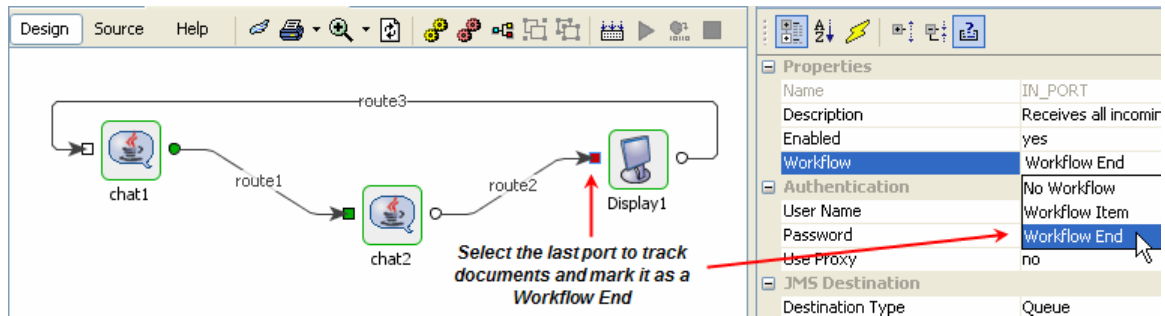 Design Source Help
route3
chat1
route1
chat2
route2
Display1
Select the last port to track
documents and mark it as a
Workflow End
Properties
Name IN_PORT
Description Receives all incomin
Enabled yes
Workflow Workflow End
No Workflow
Workflow Item
Workflow End
Authentication
User Name
Password
Use Proxy no
JMS Destination
Destination Type Queue